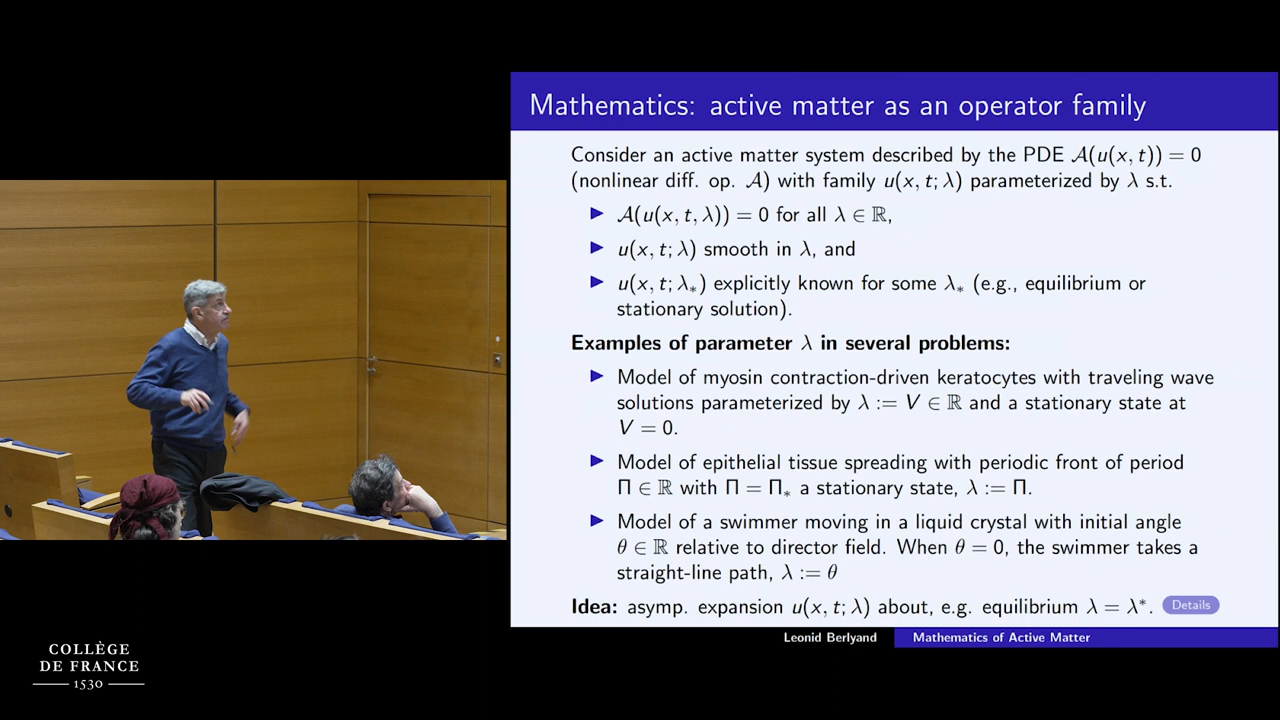 Mathematics: active matter as an operator family
Consider an active matter system described by the PDE 𝒜(u(x, t)) = 0
(nonlinear diff. op. 𝒜) with family u(x, t; λ) parameterized by λ s.t.
▶ 𝒜(u(x, t, λ)) = 0 for all λ ∈ ℝ,
▶ u(x, t; λ) smooth in λ, and
▶ u(x, t; λ∗) explicitly known for some λ∗ (e.g., equilibrium or
stationary solution).
Examples of parameter λ in several problems:
▶ Model of myosin contraction-driven keratocytes with traveling wave
solutions parameterized by λ := V ∈ ℝ and a stationary state at
V = 0.
▶ Model of epithelial tissue spreading with periodic front of period
Π ∈ ℝ with Π = Π∗ a stationary state, λ := Π.
▶ Model of a swimmer moving in a liquid crystal with initial angle
θ ∈ ℝ relative to director field. When θ = 0, the swimmer takes a
straight-line path, λ := θ
Idea: asymp. expansion u(x, t; λ) about, e.g. equilibrium λ = λ*. Details
Leonid Berlyand Mathematics of Active Matter
COLLÈGE
DE FRANCE
1530